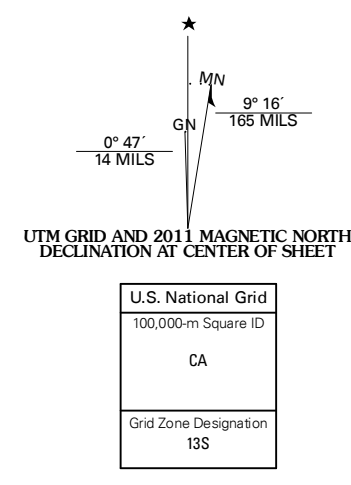 ★
MN
GN
9° 16´
165 MILS
0° 47´
14 MILS
UTM GRID AND 2011 MAGNETIC NORTH
DECLINATION AT CENTER OF SHEET
U.S. National Grid
100,000-m Square ID
CA
Grid Zone Designation
13S